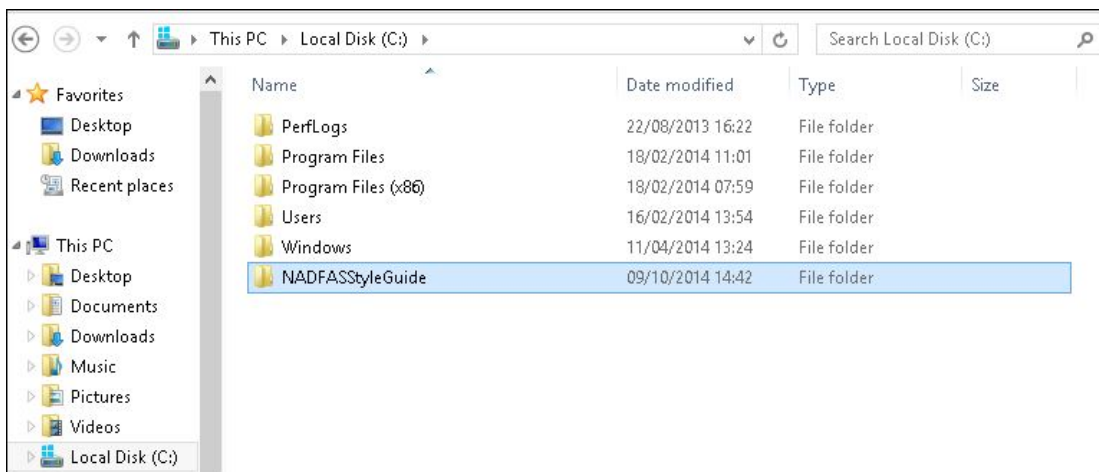 This PC Local Disk (C:) Search Local Disk (C:)
Favorites
Desktop
Downloads
Recent places
This PC
Desktop
Documents
Downloads
Music
Pictures
Videos
Local Disk (C:)
Name Date modified Type Size
PerfLogs 22/08/2013 16:22 File folder
Program Files 18/02/2014 11:01 File folder
Program Files (x86) 18/02/2014 07:59 File folder
Users 16/02/2014 13:54 File folder
Windows 11/04/2014 13:24 File folder
NADFASStyleGuide 09/10/2014 14:42 File folder